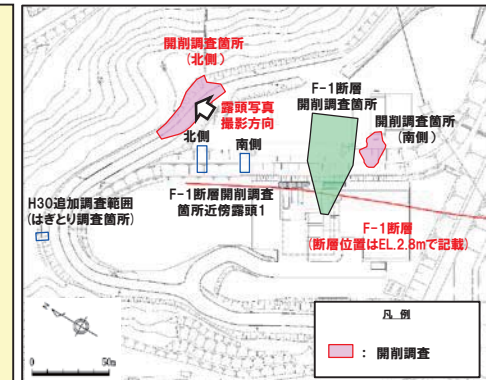 開削調査箇所
(北側)
F-1断層
開削調査箇所
露頭写真
撮影方向
開削調査箇所
(南側)
北側
南側
F-1断層開削調査
箇所近傍露頭1
H30追加調査範囲
(はぎとり調査箇所)
F-1断層
(断層位置はEL.2.8mで記載)
N
0
50m
凡 例
：開削調査